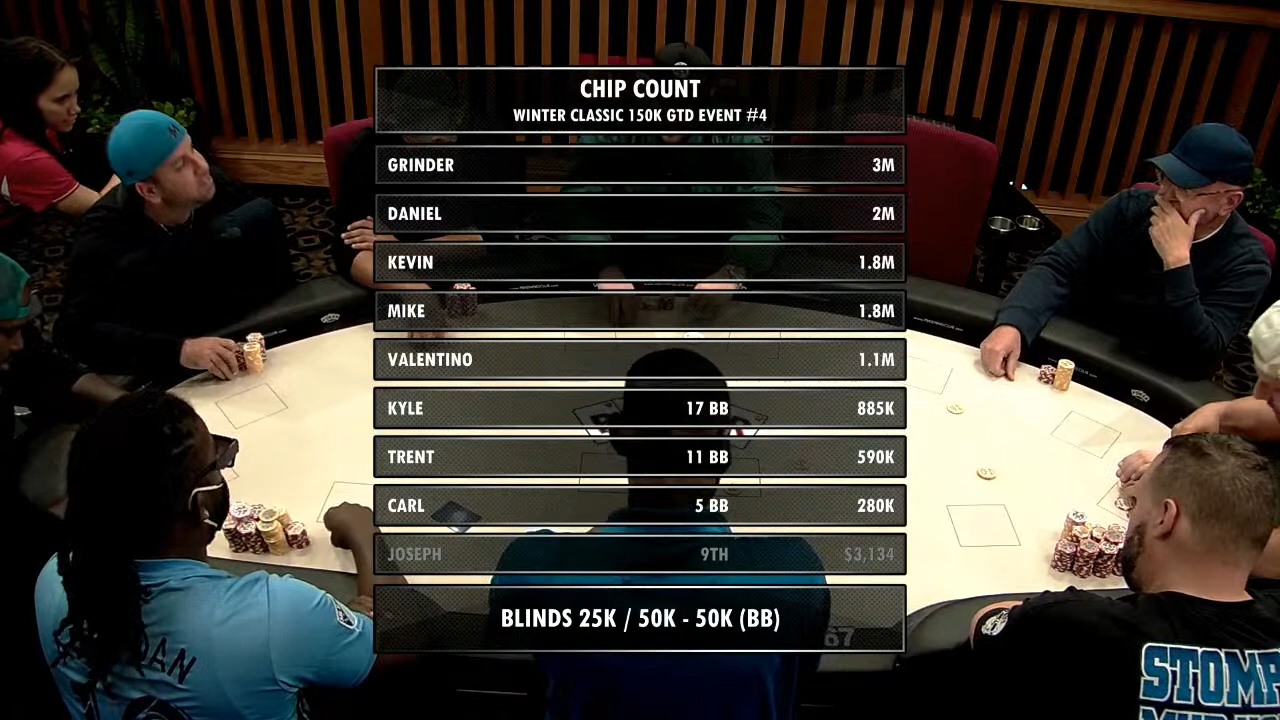 CHIP COUNT
WINTER CLASSIC 150K GTD EVENT #4
GRINDER 3M
DANIEL 2M
KEVIN 1.8M
MIKE 1.8M
VALENTINO 1.1M
KYLE 17 BB 885K
TRENT 11 BB 590K
CARL 5 BB 280K
JOSEPH 9TH $3,134
BLINDS 25K / 50K - 50K (BB)
67
STOMP